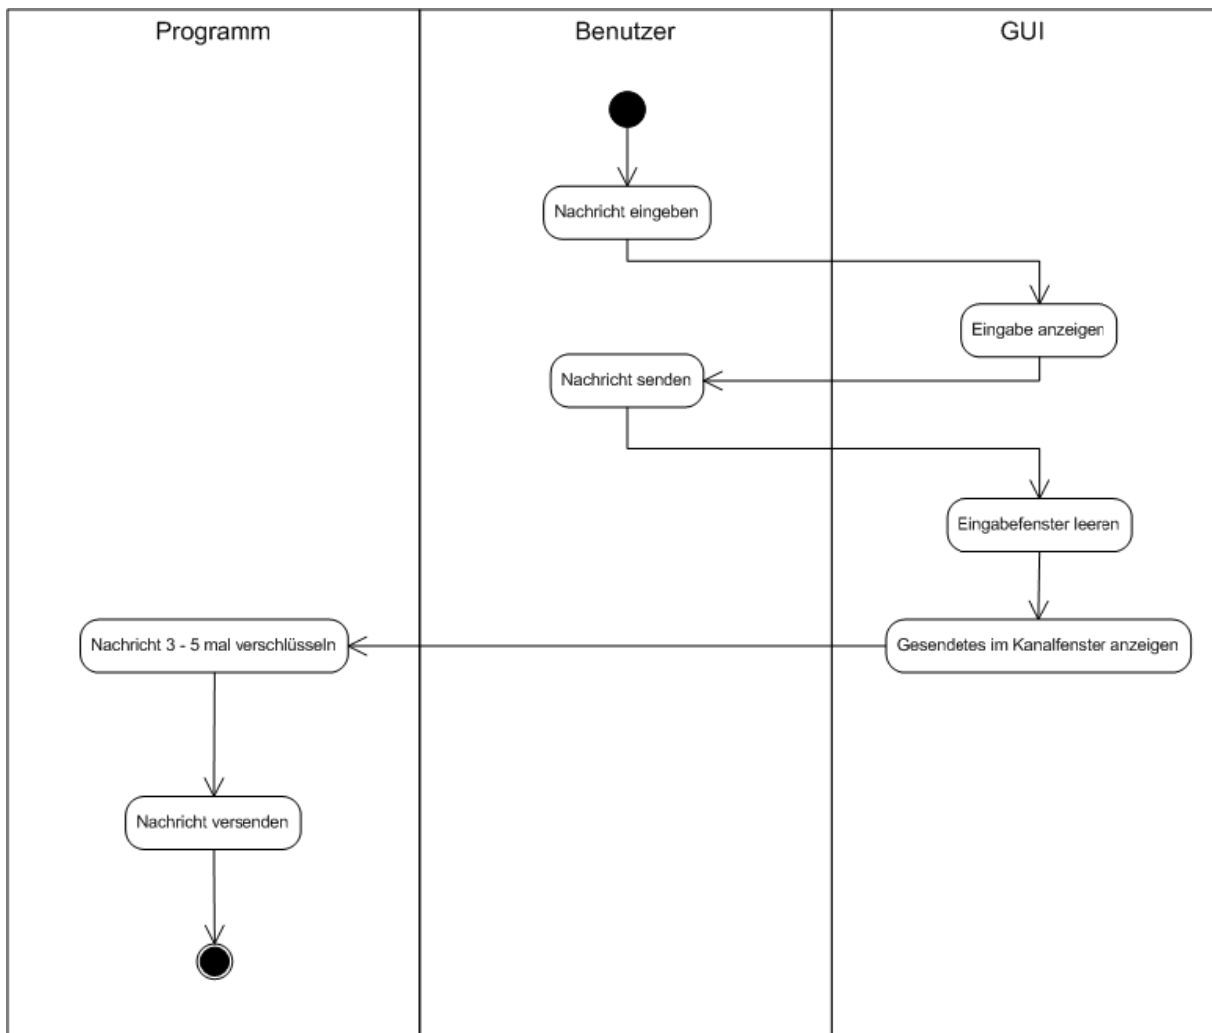 Programm
Benutzer
GUI
Nachricht eingeben
Eingabe anzeigen
Nachricht senden
Eingabefenster leeren
Gesendetes im Kanalfenster anzeigen
Nachricht 3 - 5 mal verschlüsseln
Nachricht versenden